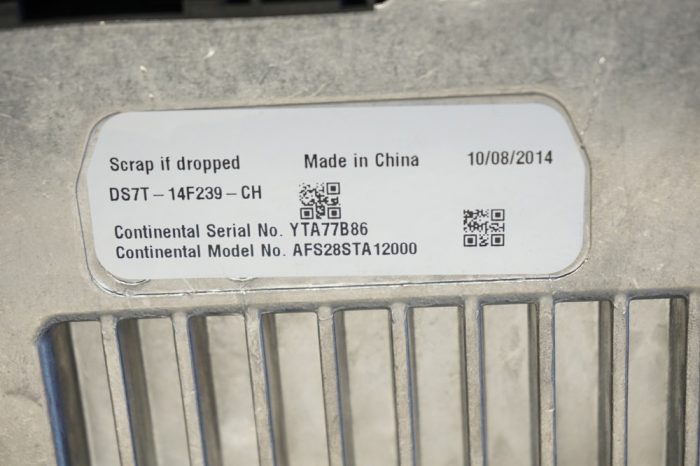 Scrap if dropped Made in China 10/08/2014
DS7T-14F239-CH
Continental Serial No. YTA77B86
Continental Model No. AFS28STA12000